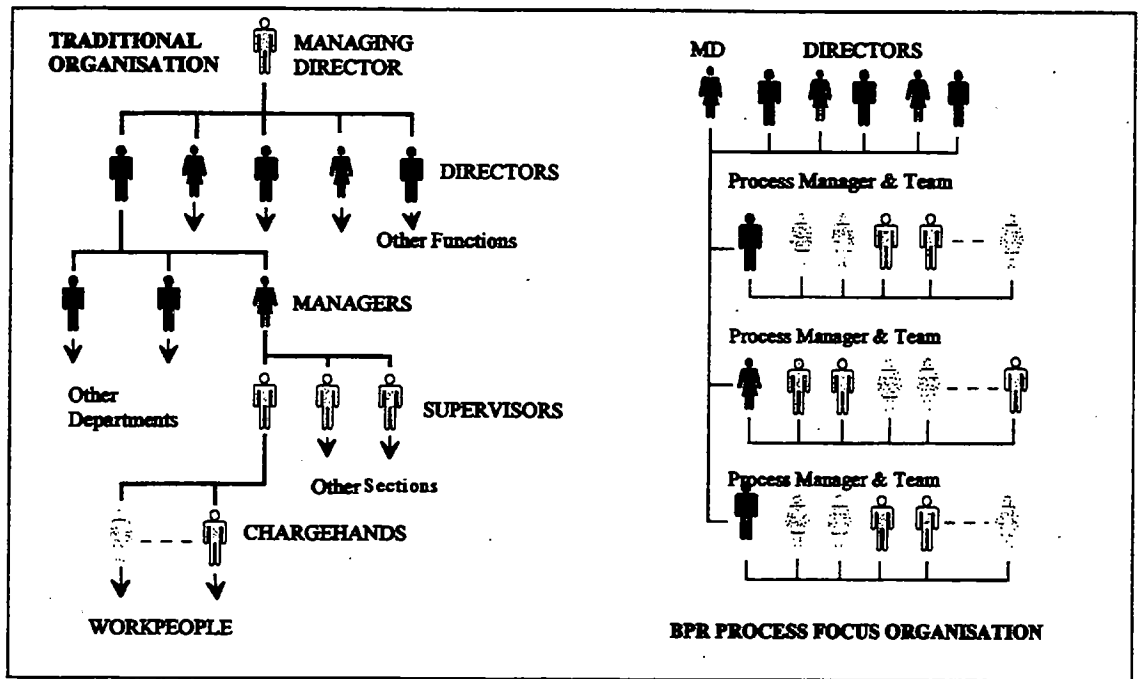 TRADITIONAL
ORGANISATION
MANAGING
DIRECTOR
DIRECTORS
Other Functions
MANAGERS
Other
Departments
SUPERVISORS
Other Sections
CHARGEHANDS
WORKPEOPLE
MD
DIRECTORS
Process Manager & Team
Process Manager & Team
Process Manager & Team
BPR PROCESS FOCUS ORGANISATION